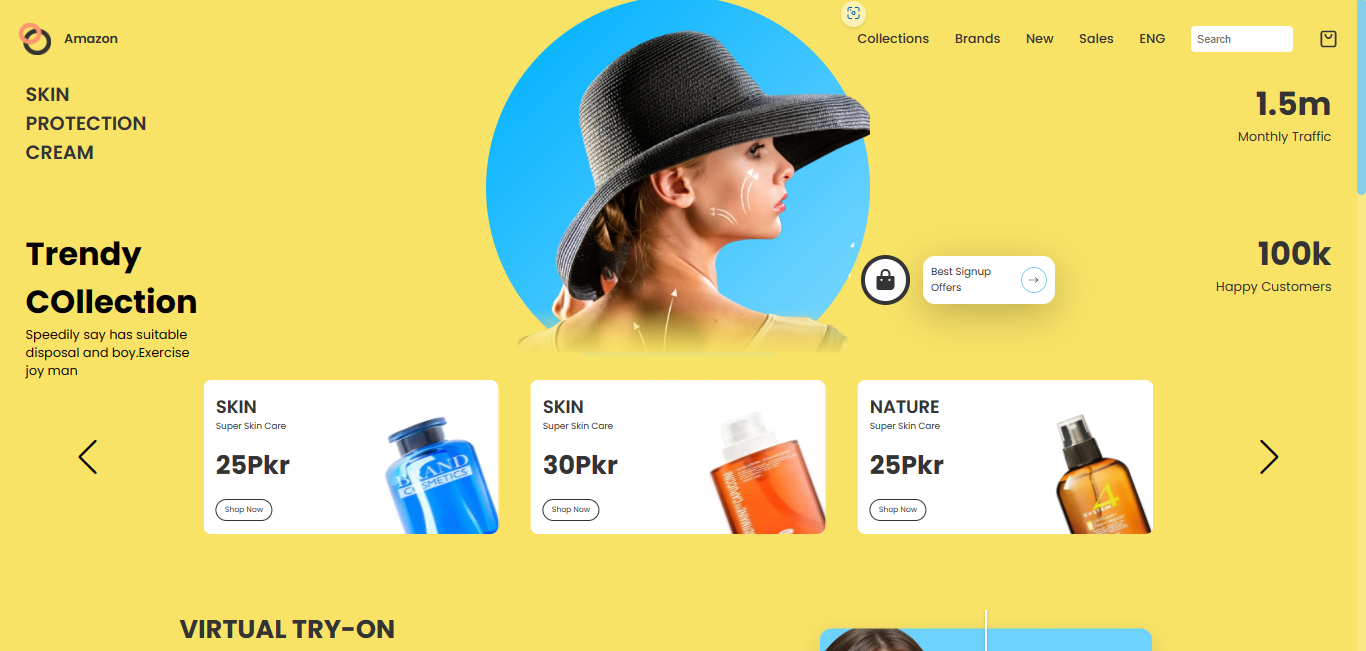 Amazon
Collections
Brands
New
Sales
ENG
Search
SKIN
PROTECTION
CREAM
1.5m
Monthly Traffic
Trendy
COllection
Speedily say has suitable
disposal and boy.Exercise
joy man
Best Signup
Offers
100k
Happy Customers
SKIN
Super Skin Care
25Pkr
Shop Now
BRAND
COSMETICS
SKIN
Super Skin Care
30Pkr
Shop Now
NATURE
Super Skin Care
25Pkr
Shop Now
4
SYSTEM
VIRTUAL TRY-ON